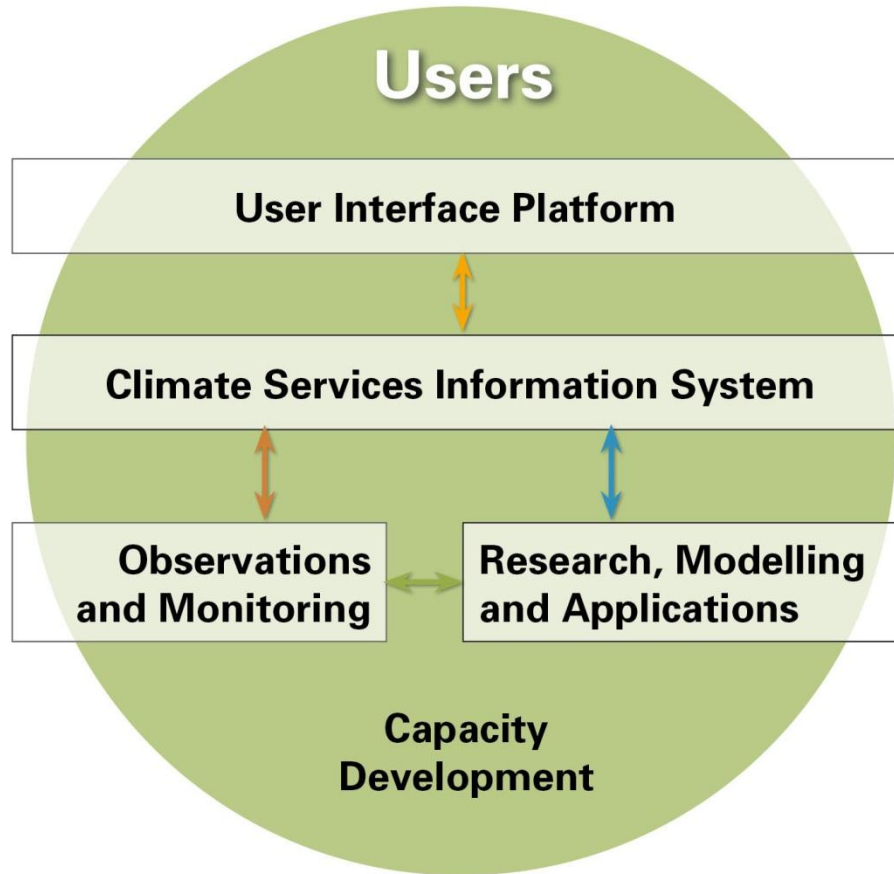 Users
User Interface Platform
Climate Services Information System
Observations
and Monitoring
Research, Modelling
and Applications
Capacity
Development